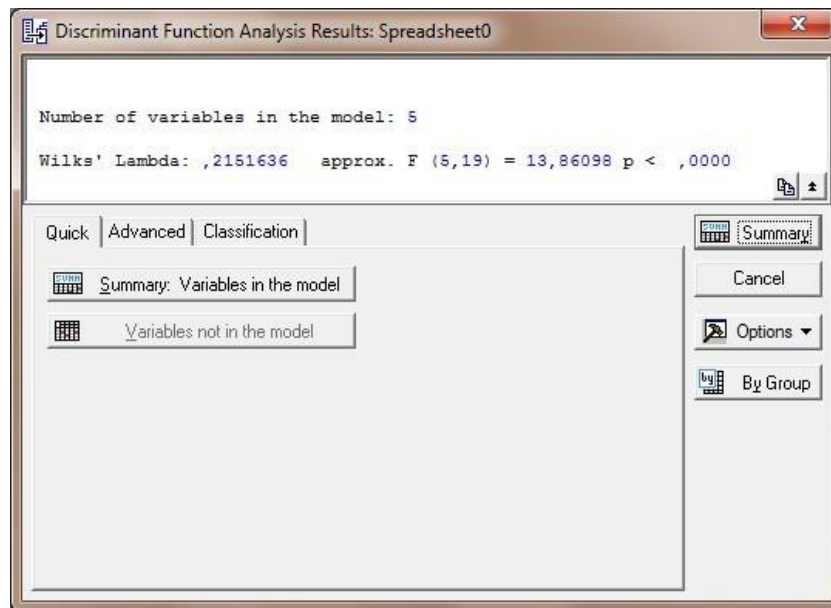 Discriminant Function Analysis Results: Spreadsheet0
Number of variables in the model: 5
Wilks' Lambda: ,2151636 approx. F (5,19) = 13,86098 p < ,0000
Quick Advanced Classification
Summary: Variables in the model
Variables not in the model
Summary
Cancel
Options
By Group